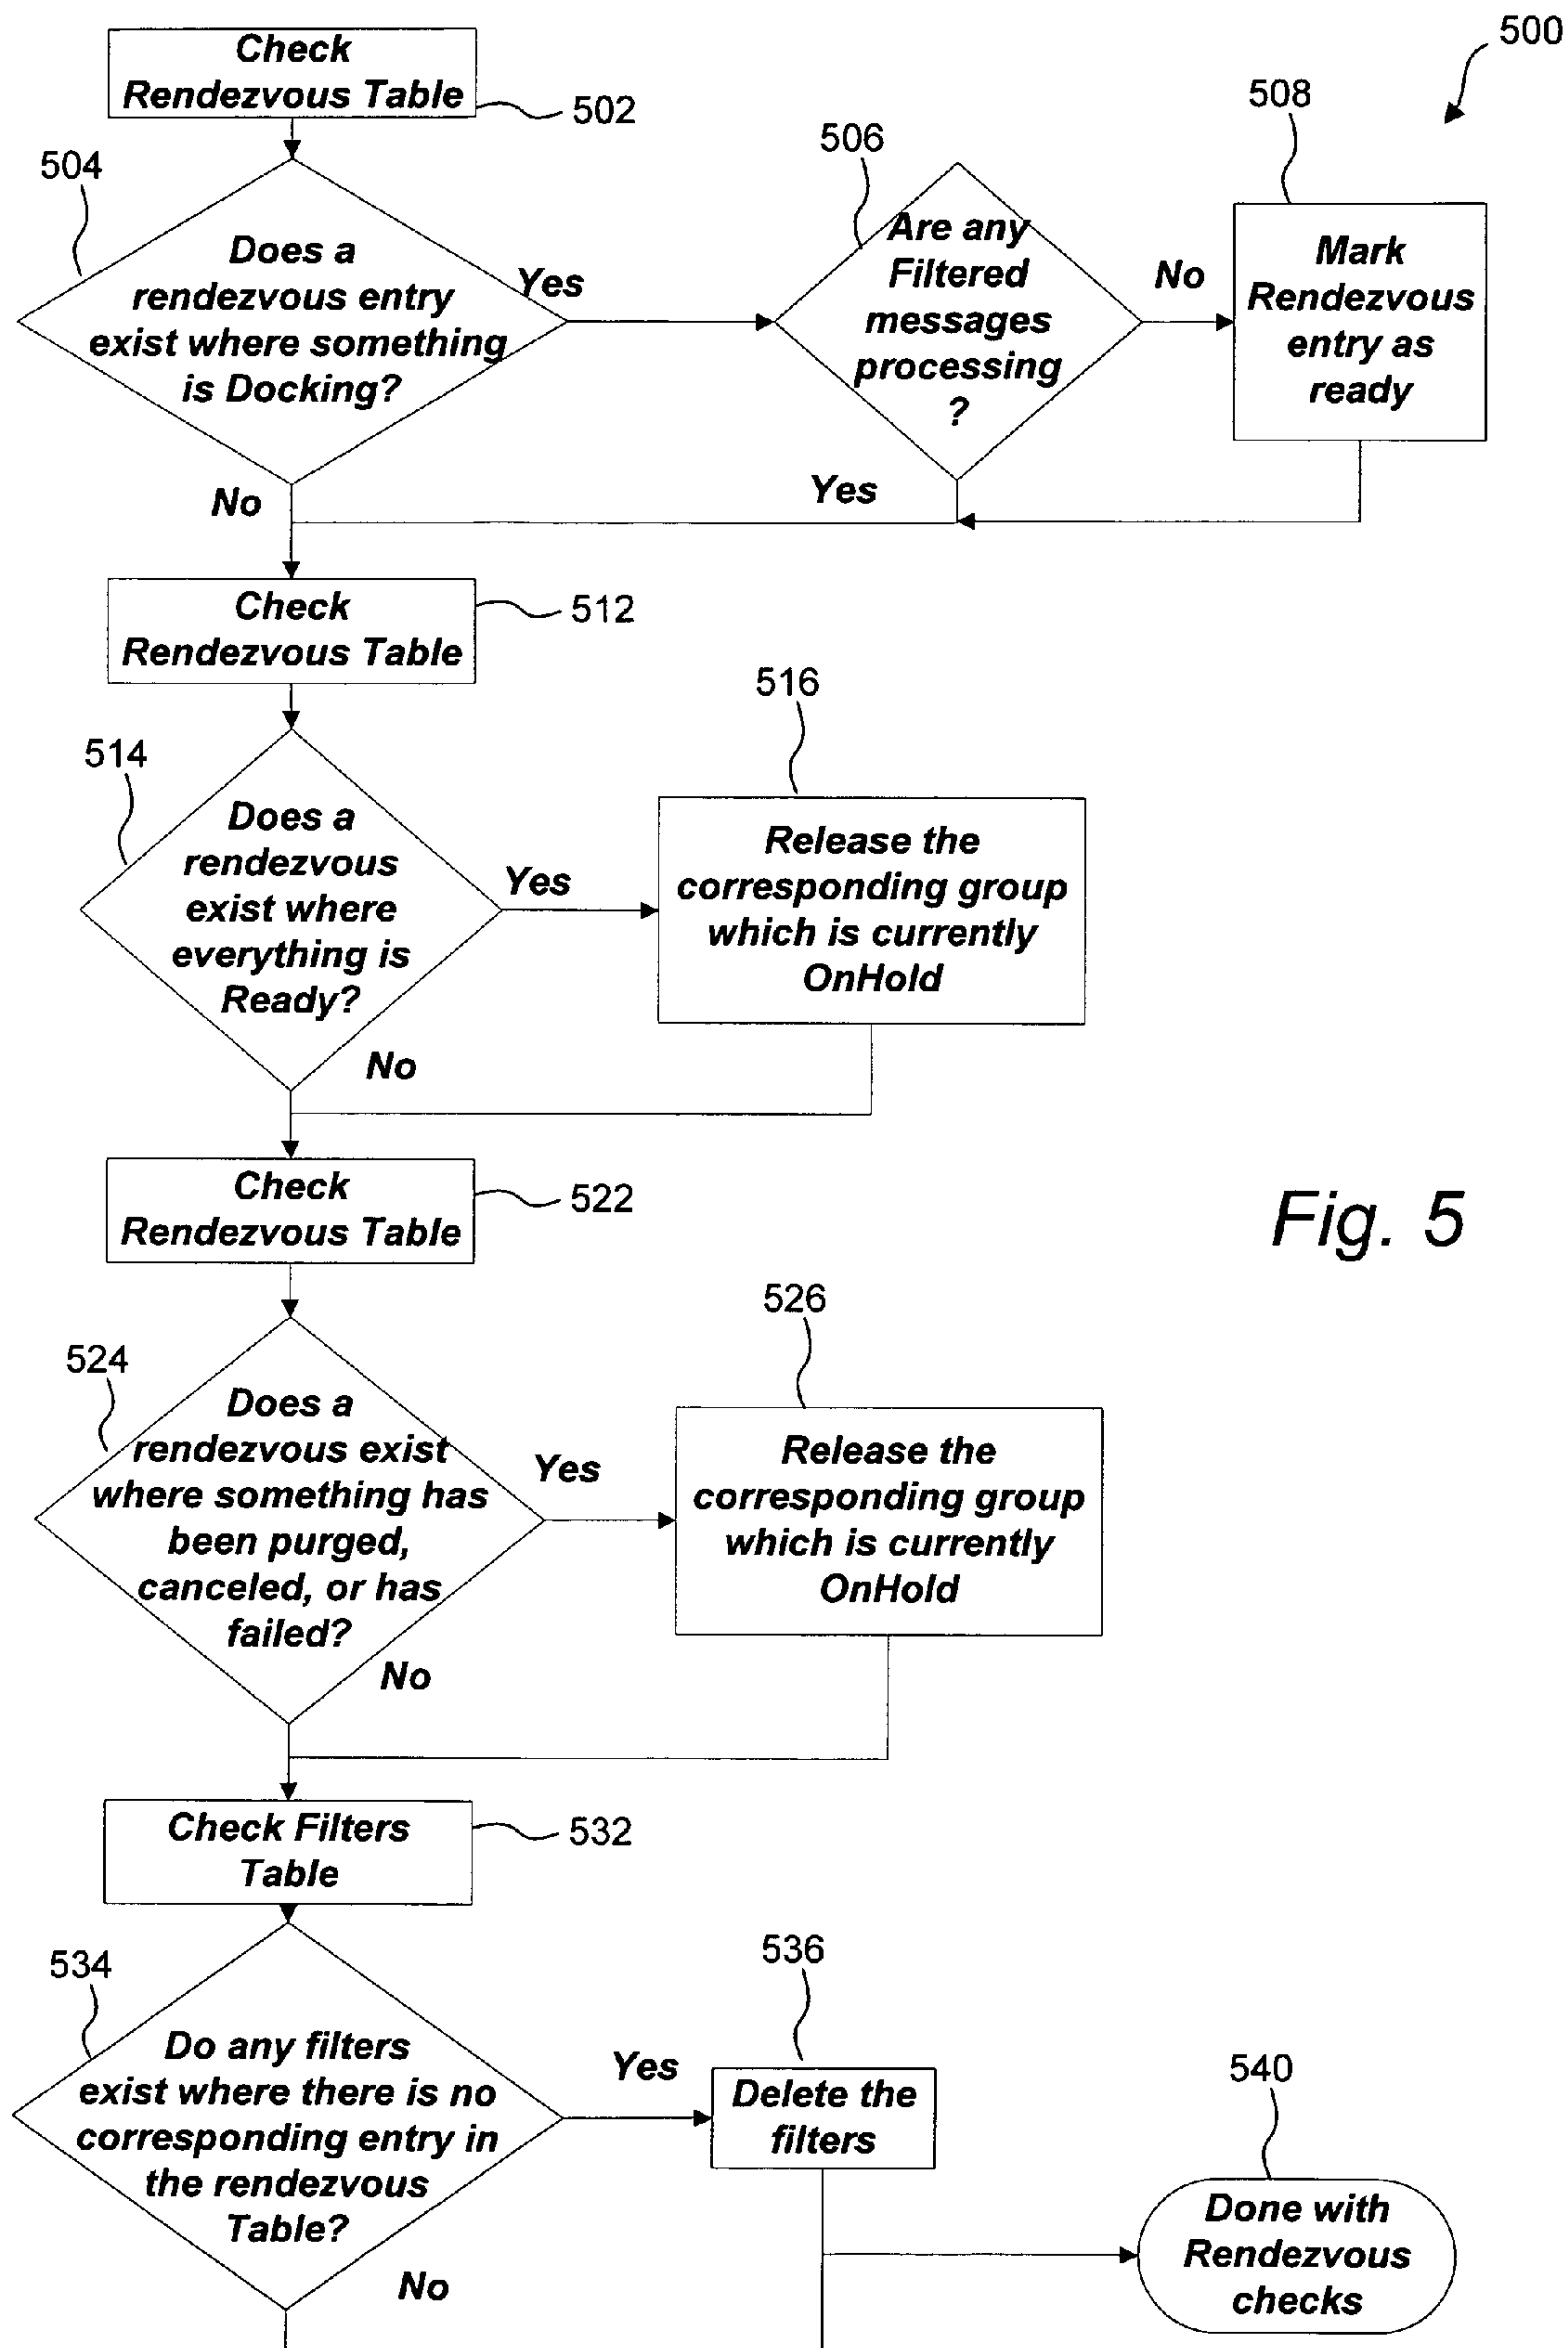 500
Check
Rendezvous Table
502
504
Does a
rendezvous entry
exist where something
is Docking?
Yes
506
Are any
Filtered
messages
processing
?
No
508
Mark
Rendezvous
entry as
ready
No
Yes
Check
Rendezvous Table
512
514
Does a
rendezvous
exist where
everything is
Ready?
Yes
516
Release the
corresponding group
which is currently
OnHold
No
Check
Rendezvous Table
522
Fig. 5
524
Does a
rendezvous exist
where something has
been purged,
canceled, or has
failed?
Yes
526
Release the
corresponding group
which is currently
OnHold
No
Check Filters
Table
532
534
Do any filters
exist where there is no
corresponding entry in
the rendezvous
Table?
Yes
536
Delete the
filters
No
540
Done with
Rendezvous
checks